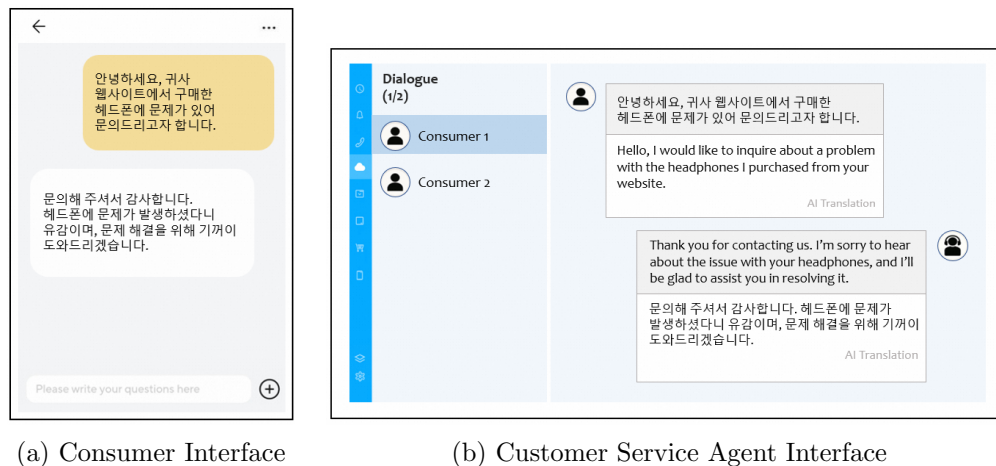 안녕하세요, 귀사
웹사이트에서 구매한
헤드폰에 문제가 있어
문의드리고자 합니다.
문의해 주셔서 감사합니다.
헤드폰에 문제가 발생하셨다니
유감이며, 문제 해결을 위해 기꺼이
도와드리겠습니다.
Please write your questions here
(a) Consumer Interface
Dialogue
(1/2)
Consumer 1
Consumer 2
안녕하세요, 귀사 웹사이트에서 구매한
헤드폰에 문제가 있어 문의드리고자 합니다.
Hello, I would like to inquire about a problem
with the headphones I purchased from your
website.
AI Translation
Thank you for contacting us. I'm sorry to hear
about the issue with your headphones, and I'll
be glad to assist you in resolving it.
문의해 주셔서 감사합니다. 헤드폰에 문제가
발생하셨다니 유감이며, 문제 해결을 위해 기꺼이
도와드리겠습니다.
AI Translation
(b) Customer Service Agent Interface